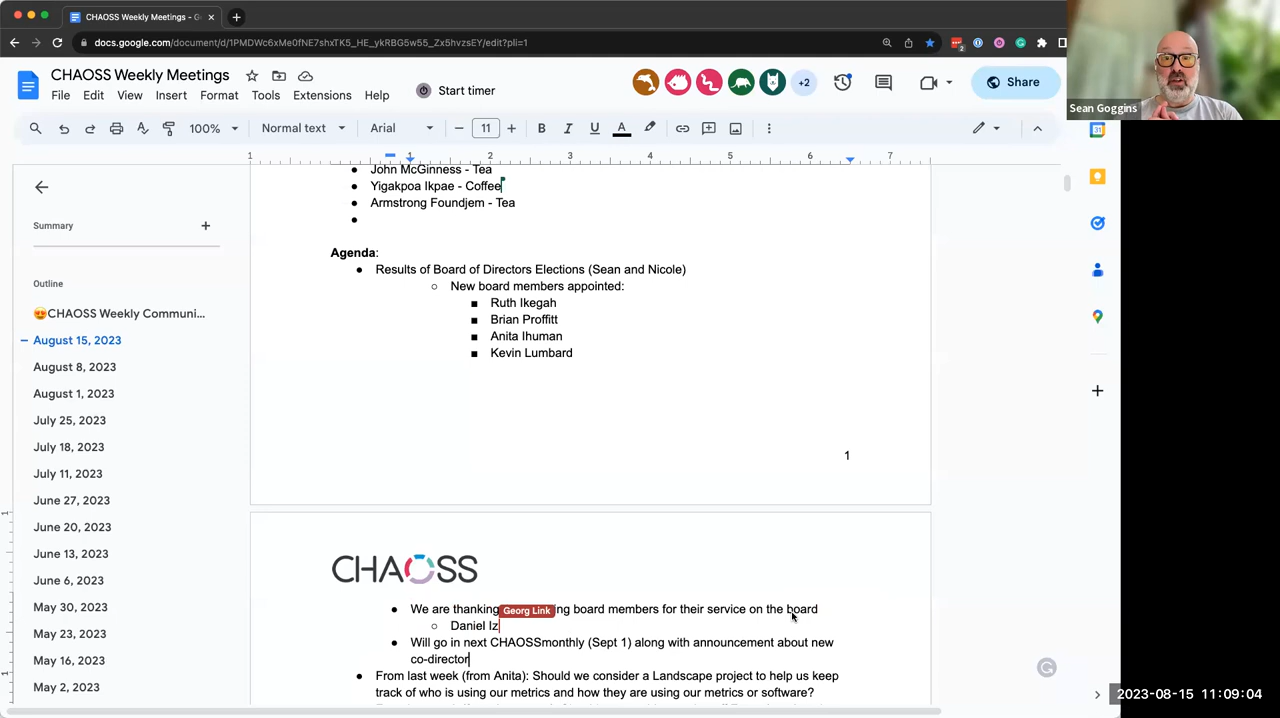 CHAOSS Weekly Meetings - G
docs.google.com/document/d/1PMDWc6xMe0fNE7shxTK5_HE_ykRBG5w55_Zx5hvzsEY/edit?pli=1
CHAOSS Weekly Meetings
File Edit View Insert Format Tools Extensions Help
Start timer
+2
Share
Sean Goggins
100% Normal text Arial 11
1 1 2 3 4 5 6 7
John McGinness - Tea
Yigakpoa Ikpae - Coffee
Armstrong Foundjem - Tea
Summary
Agenda:
Results of Board of Directors Elections (Sean and Nicole)
New board members appointed:
Ruth Ikegah
Brian Proffitt
Anita Ihuman
Kevin Lumbard
1
Outline
😍CHAOSS Weekly Communi...
August 15, 2023
August 8, 2023
August 1, 2023
July 25, 2023
July 18, 2023
July 11, 2023
June 27, 2023
June 20, 2023
June 13, 2023
June 6, 2023
May 30, 2023
May 23, 2023
May 16, 2023
May 2, 2023
CHAOSS
We are thanking ing board members for their service on the board
Georg Link
Daniel Iz
Will go in next CHAOSSmonthly (Sept 1) along with announcement about new
co-director
From last week (from Anita): Should we consider a Landscape project to help us keep
track of who is using our metrics and how they are using our metrics or software?
2023-08-15 11:09:04